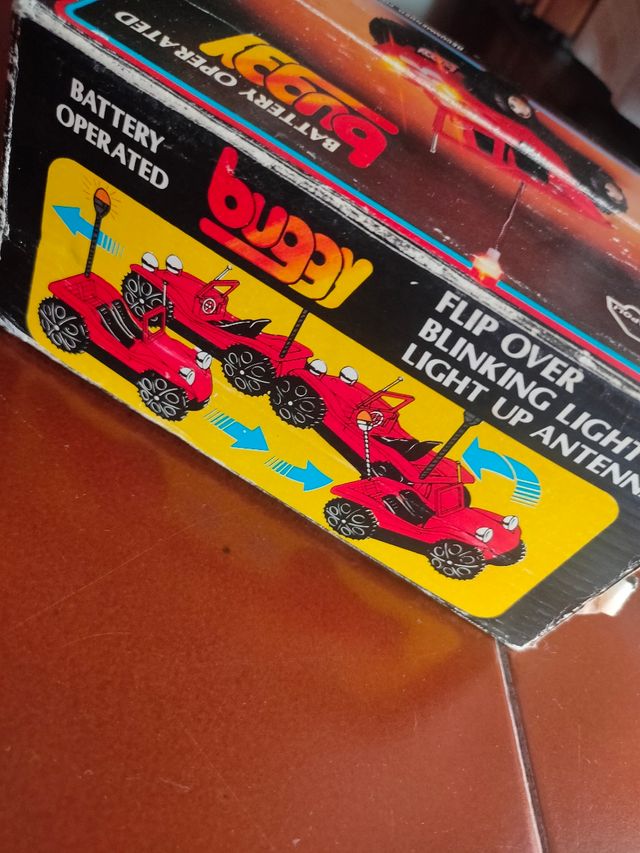 BATTERY OPERATED
buggy
BATTERY
OPERATED
buggy
FLIP OVER
BLINKING LIGHT
LIGHT UP ANTENN